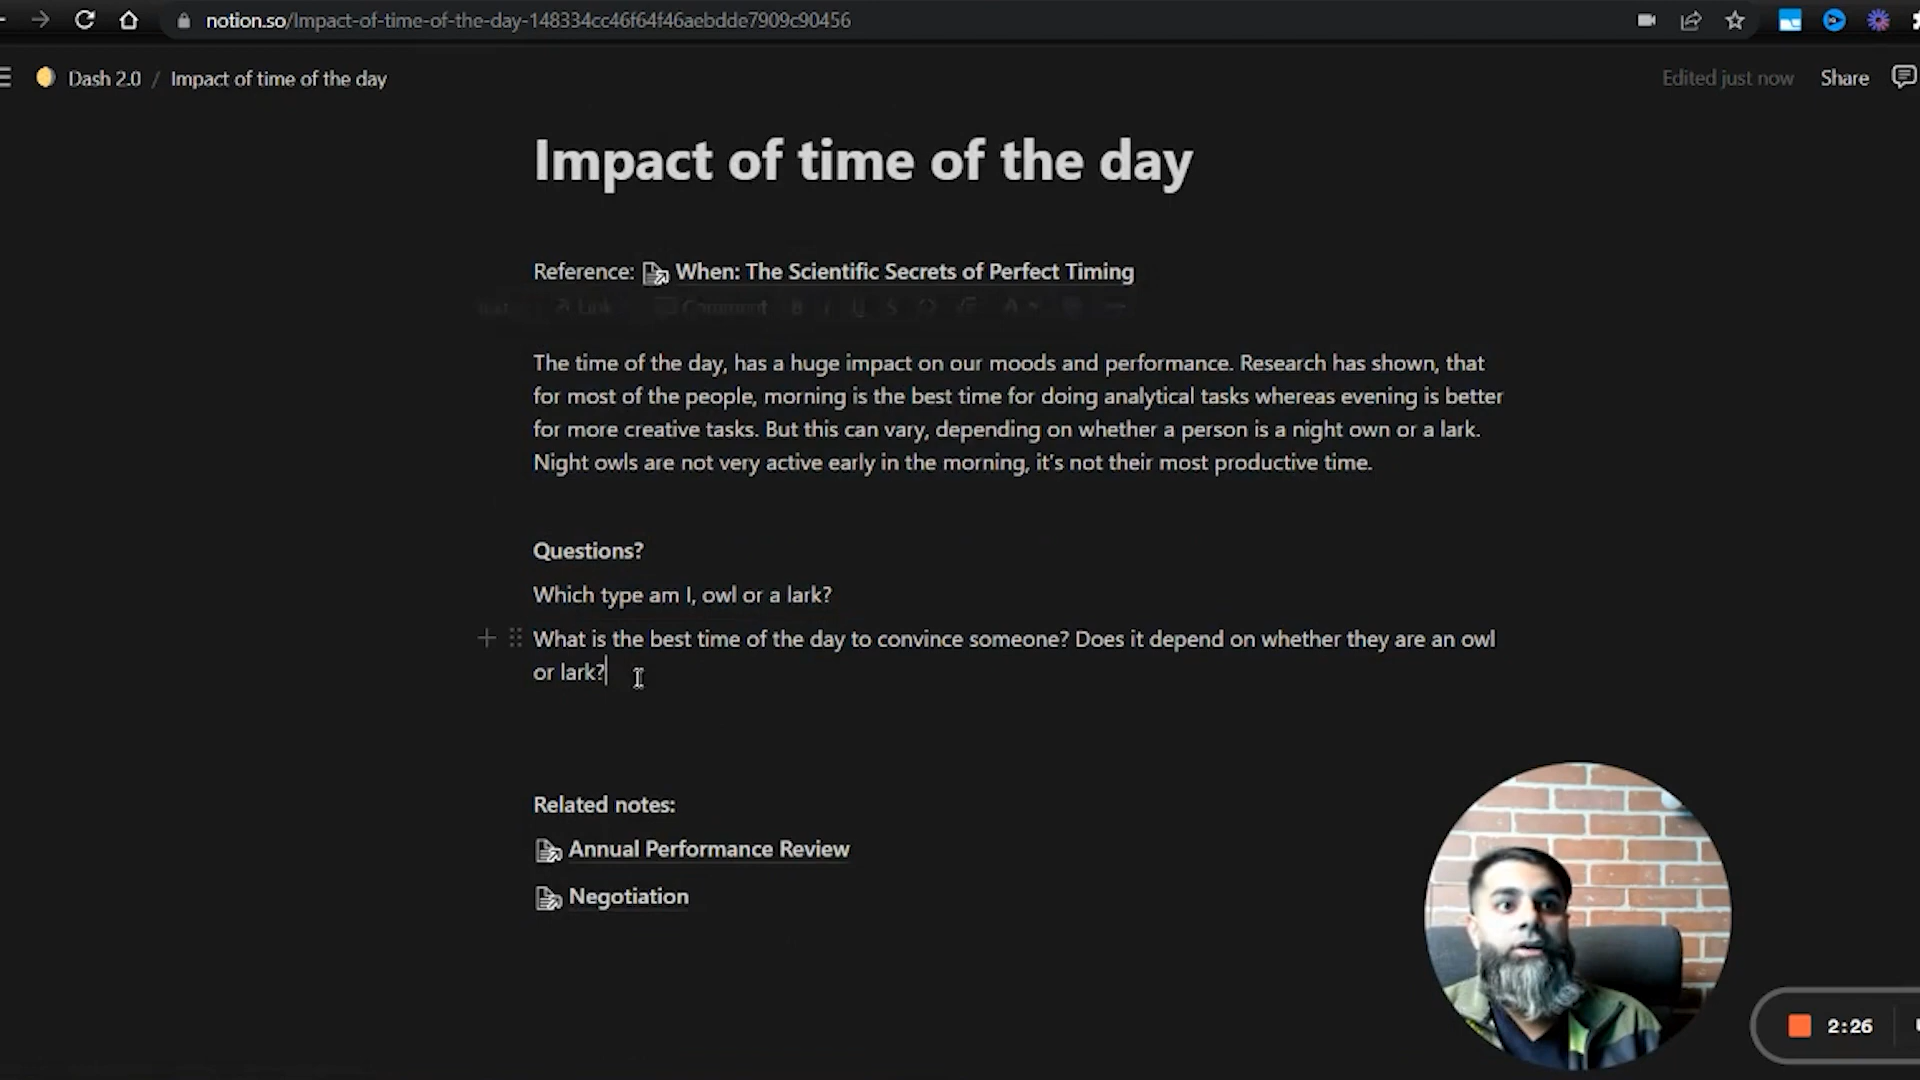 notion.so/Impact-of-time-of-the-day-148334cc46f64f46aebdde7909c90456
Dash 2.0 / Impact of time of the day
Edited just now Share
Impact of time of the day
Reference: When: The Scientific Secrets of Perfect Timing
Link Comment B I U S A
The time of the day, has a huge impact on our moods and performance. Research has shown, that
for most of the people, morning is the best time for doing analytical tasks whereas evening is better
for more creative tasks. But this can vary, depending on whether a person is a night own or a lark.
Night owls are not very active early in the morning, it's not their most productive time.
Questions?
Which type am I, owl or a lark?
What is the best time of the day to convince someone? Does it depend on whether they are an owl
or lark?
Related notes:
Annual Performance Review
Negotiation
2:26